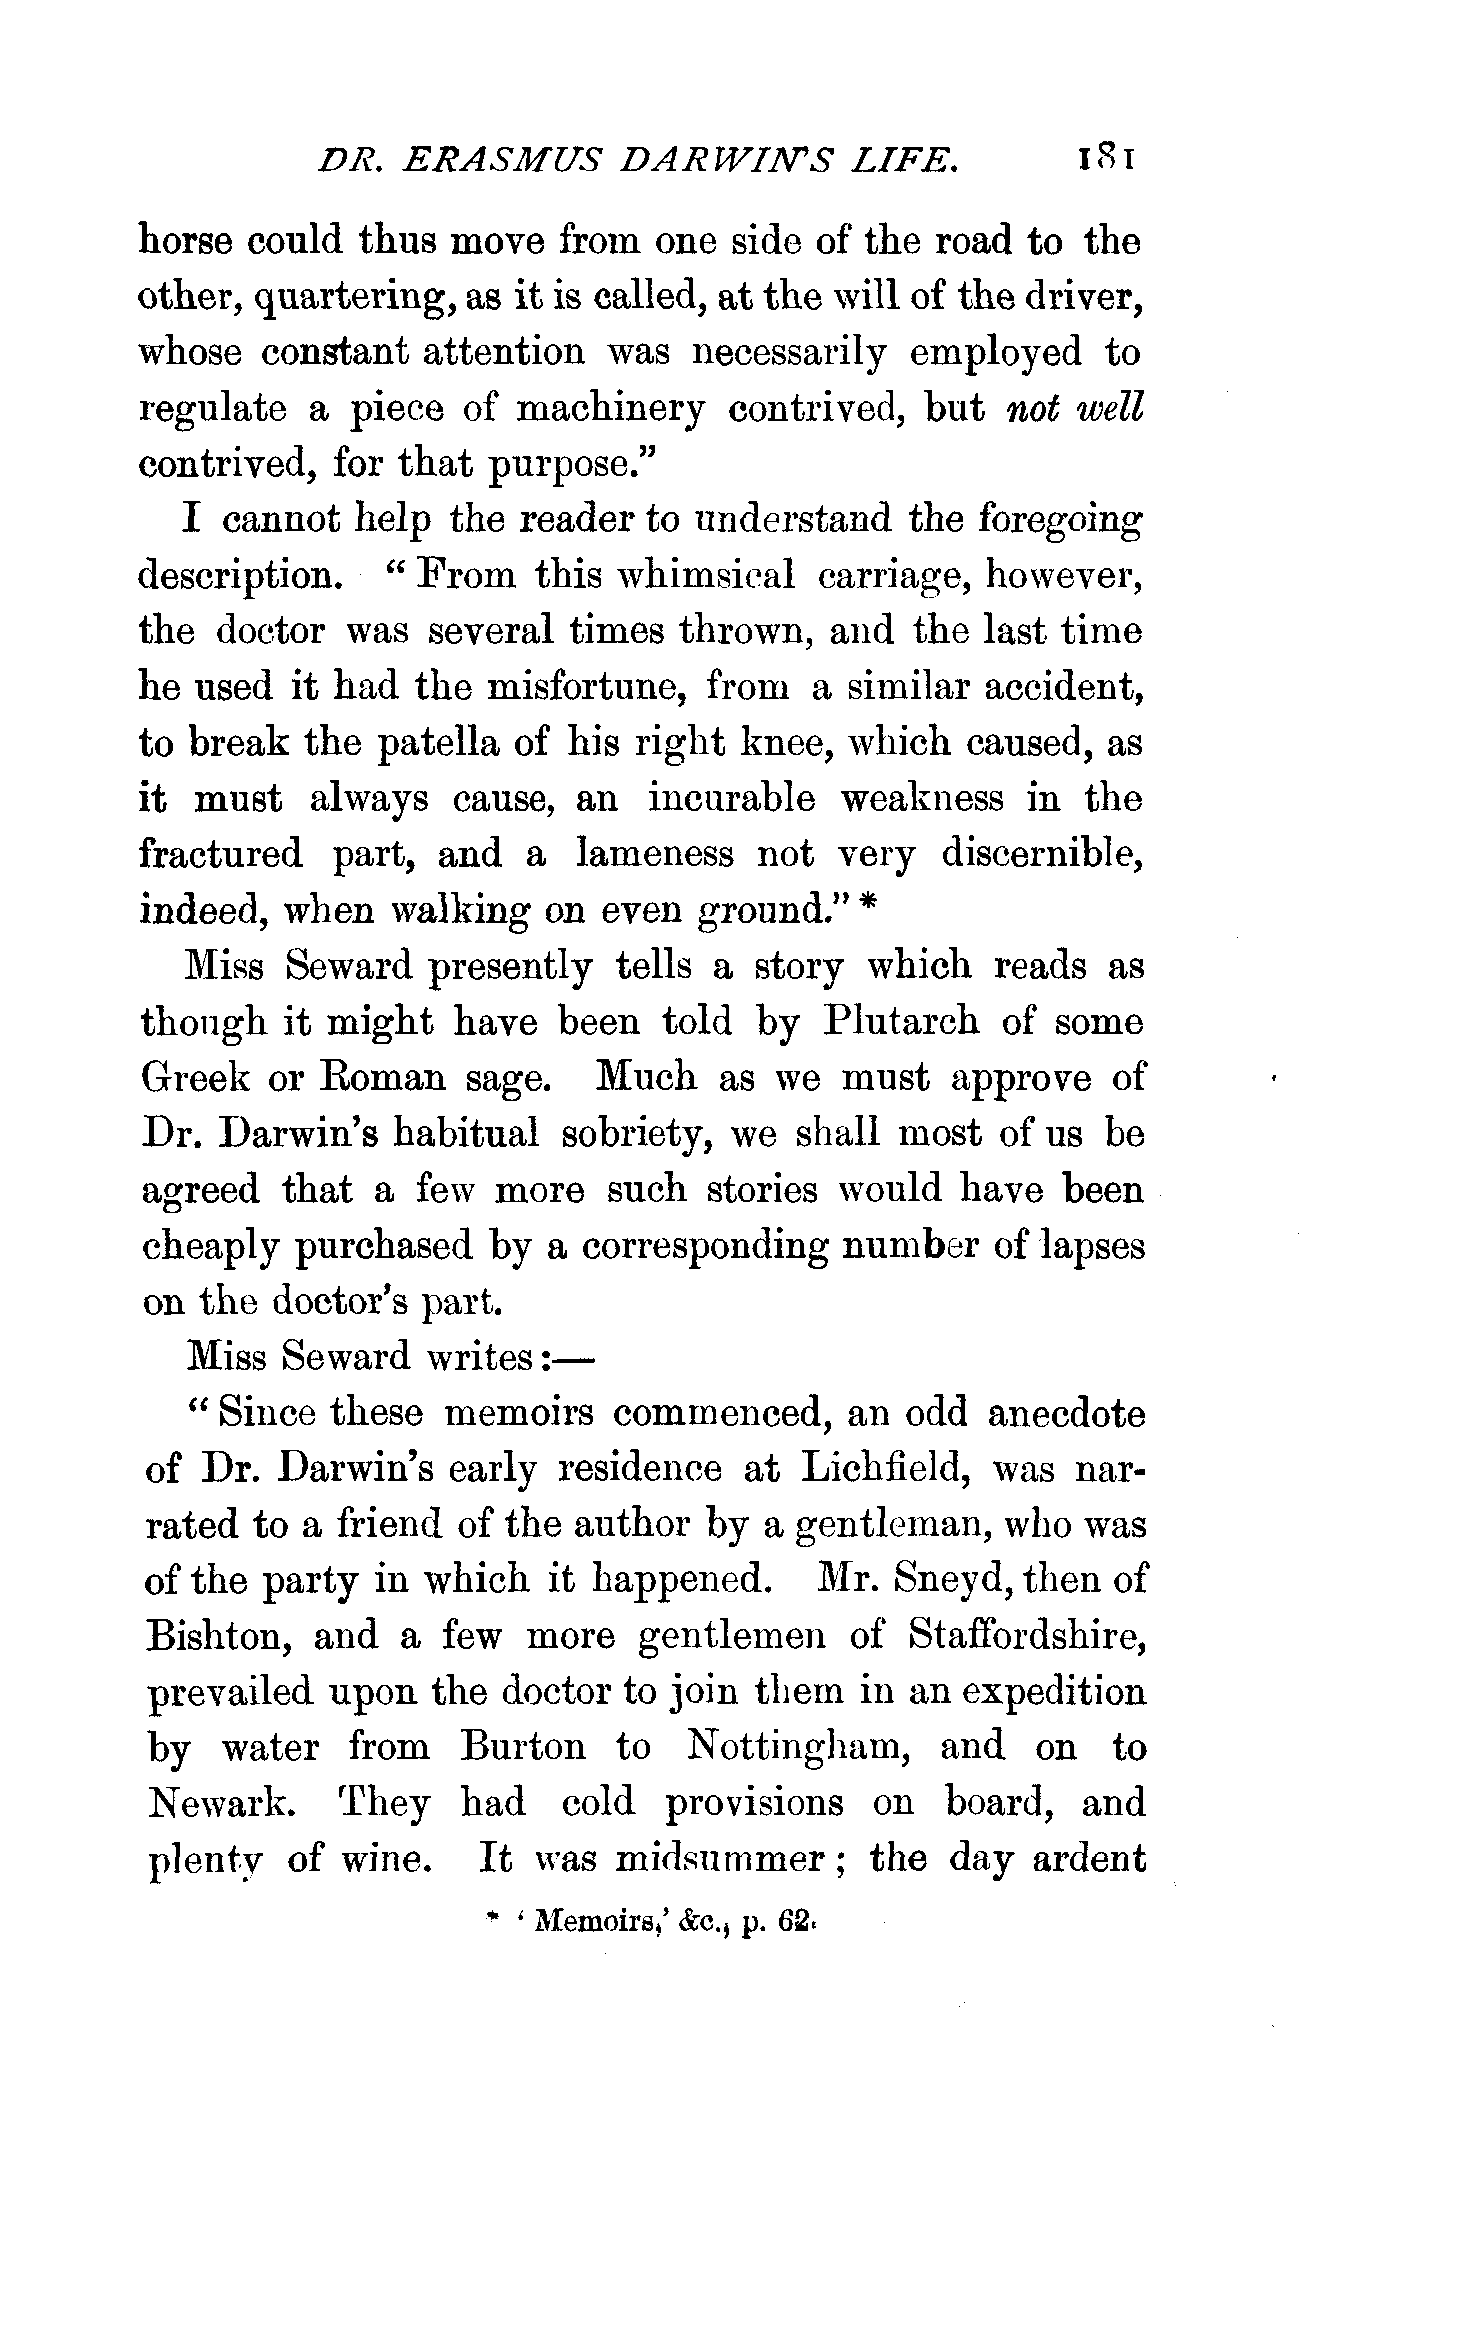 DR. ERASMUS DARWIN'S LIFE. 181
horse could thus move from one side of the road to the
other, quartering, as it is called, at the will of the driver,
whose constant attention was necessarily employed to
regulate a piece of machinery contrived, but not well
contrived, for that purpose."
I cannot help the reader to understand the foregoing
description. "From this whimsical carriage, however,
the doctor was several times thrown, and the last time
he used it had the misfortune, from a similar accident,
to break the patella of his right knee, which caused, as
it must always cause, an incurable weakness in the
fractured part, and a lameness not very discernible,
indeed, when walking on even ground." *
Miss Seward presently tells a story which reads as
though it might have been told by Plutarch of some
Greek or Roman sage. Much as we must approve of
Dr. Darwin's habitual sobriety, we shall most of us be
agreed that a few more such stories would have been
cheaply purchased by a corresponding number of lapses
on the doctor's part.
Miss Seward writes:—
"Since these memoirs commenced, an odd anecdote
of Dr. Darwin's early residence at Lichfield, was nar-
rated to a friend of the author by a gentleman, who was
of the party in which it happened. Mr. Sneyd, then of
Bishton, and a few more gentlemen of Staffordshire,
prevailed upon the doctor to join them in an expedition
by water from Burton to Nottingham, and on to
Newark. They had cold provisions on board, and
plenty of wine. It was midsummer; the day ardent
* 'Memoirs,' &c., p. 62.